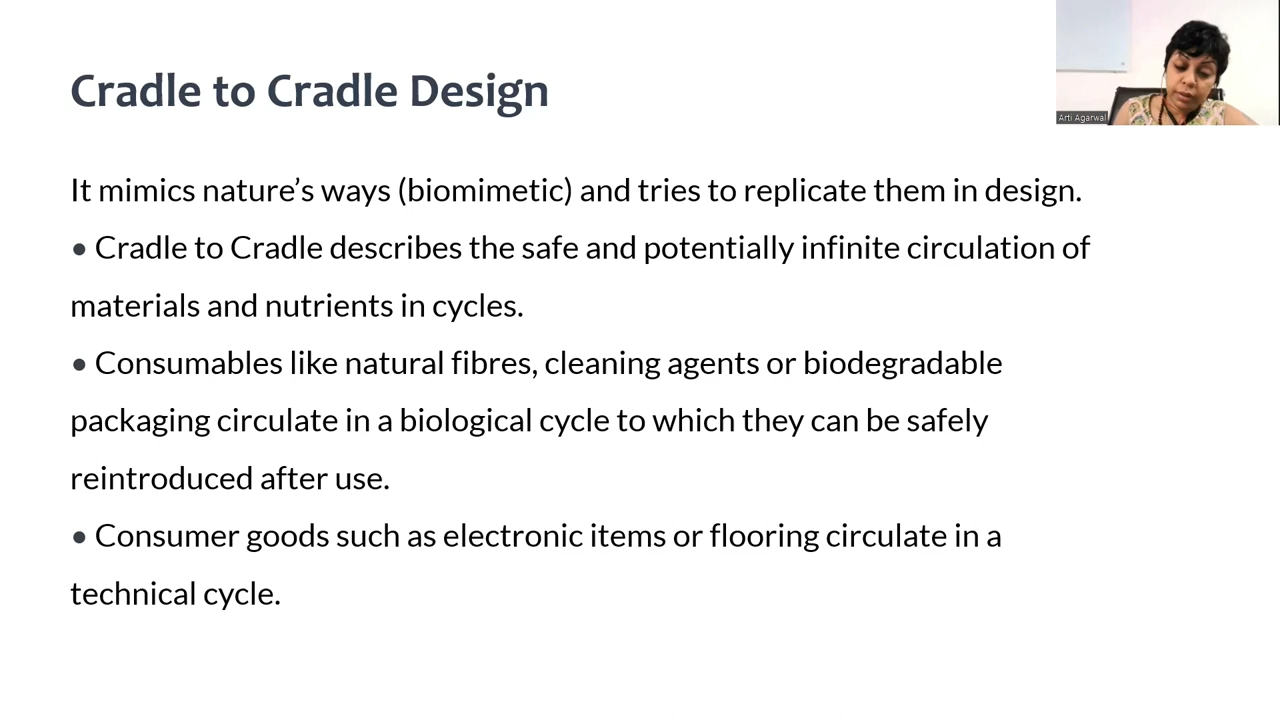 Cradle to Cradle Design
Arti Agarwal
It mimics nature’s ways (biomimetic) and tries to replicate them in design.
• Cradle to Cradle describes the safe and potentially infinite circulation of
materials and nutrients in cycles.
• Consumables like natural fibres, cleaning agents or biodegradable
packaging circulate in a biological cycle to which they can be safely
reintroduced after use.
• Consumer goods such as electronic items or flooring circulate in a
technical cycle.